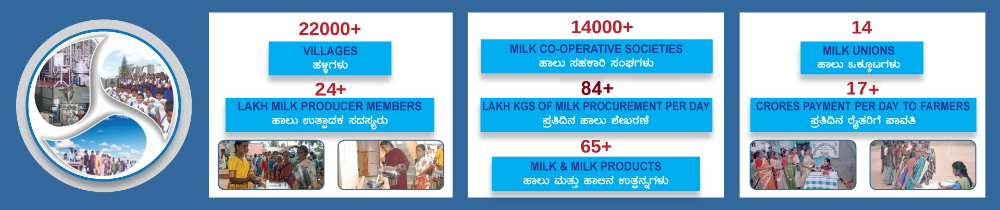 22000+
VILLAGES
ಹಳ್ಳಿಗಳು
24+
LAKH MILK PRODUCER MEMBERS
ಹಾಲು ಉತ್ಪಾದಕ ಸದಸ್ಯರು
14000+
MILK CO-OPERATIVE SOCIETIES
ಹಾಲು ಸಹಕಾರಿ ಸಂಘಗಳು
84+
LAKH KGS OF MILK PROCUREMENT PER DAY
ಪ್ರತಿದಿನ ಹಾಲು ಶೇಖರಣೆ
65+
MILK & MILK PRODUCTS
ಹಾಲು ಮತ್ತು ಹಾಲಿನ ಉತ್ಪನ್ನಗಳು
14
MILK UNIONS
ಹಾಲು ಒಕ್ಕೂಟಗಳು
17+
CRORES PAYMENT PER DAY TO FARMERS
ಪ್ರತಿದಿನ ರೈತರಿಗೆ ಪಾವತಿ